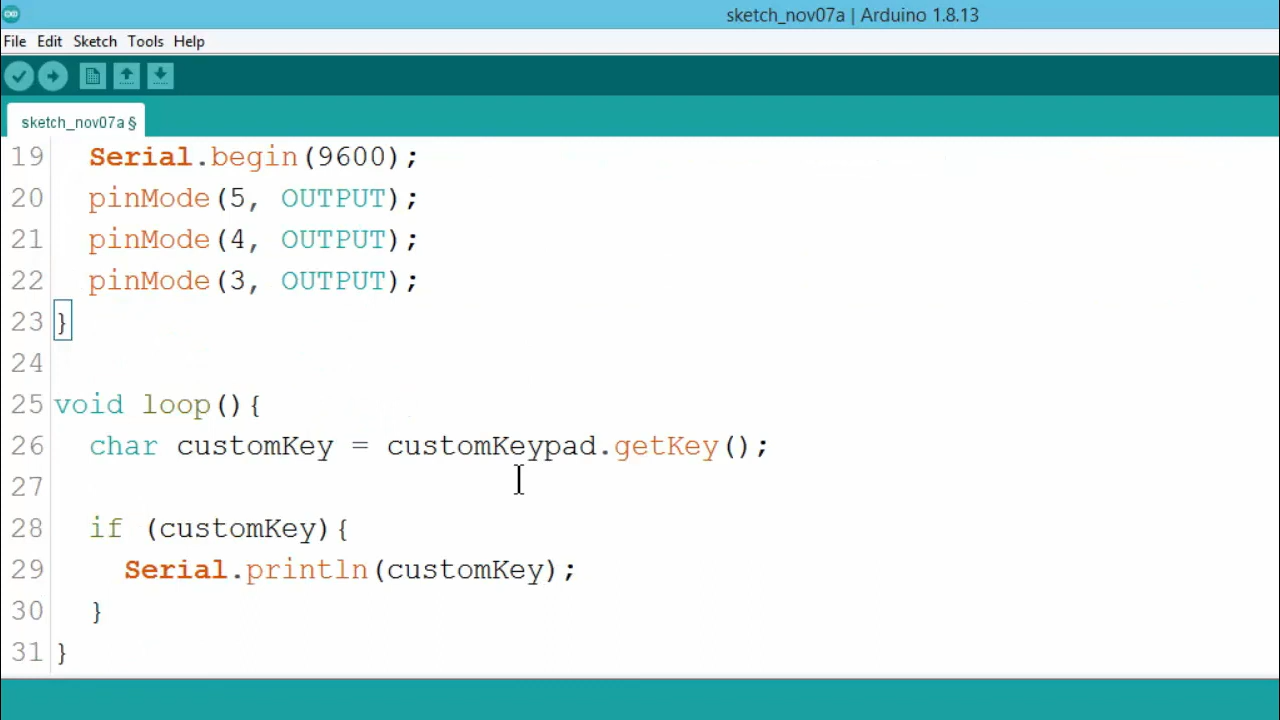 sketch_nov07a | Arduino 1.8.13
File Edit Sketch Tools Help
sketch_nov07a §
19 Serial.begin(9600);
20 pinMode(5, OUTPUT);
21 pinMode(4, OUTPUT);
22 pinMode(3, OUTPUT);
23 }
24
25 void loop(){
26 char customKey = customKeypad.getKey();
27
28 if (customKey){
29 Serial.println(customKey);
30 }
31 }